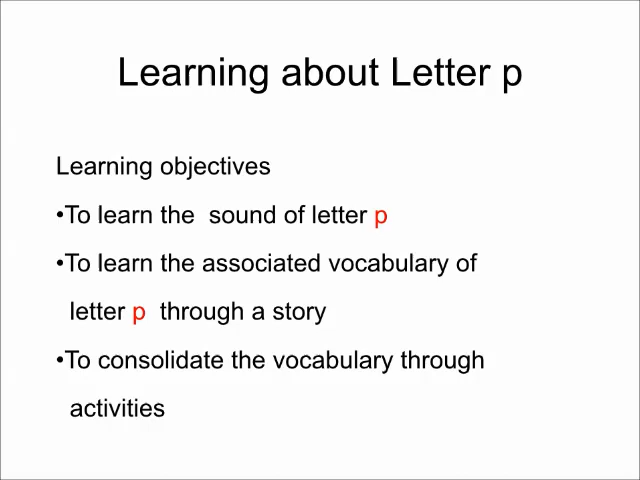 Learning about Letter p
Learning objectives
•To learn the  sound of letter p
•To learn the associated vocabulary of
letter p  through a story
•To consolidate the vocabulary through
activities